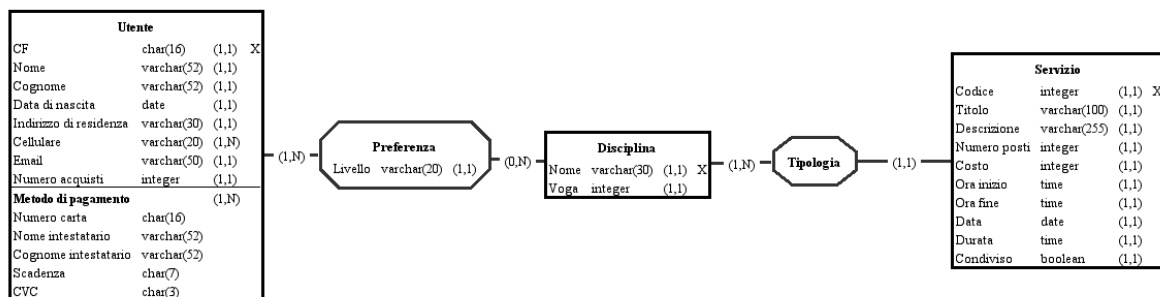 Utente
CF char(16) (1,1) X
Nome varchar(52) (1,1)
Cognome varchar(52) (1,1)
Data di nascita date (1,1)
Indirizzo di residenza varchar(30) (1,1)
Cellulare varchar(20) (1,N)
Email varchar(50) (1,1)
Numero acquisti integer (1,1)
Metodo di pagamento (1,N)
Numero carta char(16)
Nome intestatario varchar(52)
Cognome intestatario varchar(52)
Scadenza char(7)
CVC char(3)
(1,N)
Preferenza
Livello varchar(20) (1,1)
(0,N)
Disciplina
Nome varchar(30) (1,1) X
Voga integer (1,1)
(1,N)
Tipologia
(1,1)
Servizio
Codice integer (1,1) X
Titolo varchar(100) (1,1)
Descrizione varchar(255) (1,1)
Numero posti integer (1,1)
Costo integer (1,1)
Ora inizio time (1,1)
Ora fine time (1,1)
Data date (1,1)
Durata time (1,1)
Condiviso boolean (1,1)